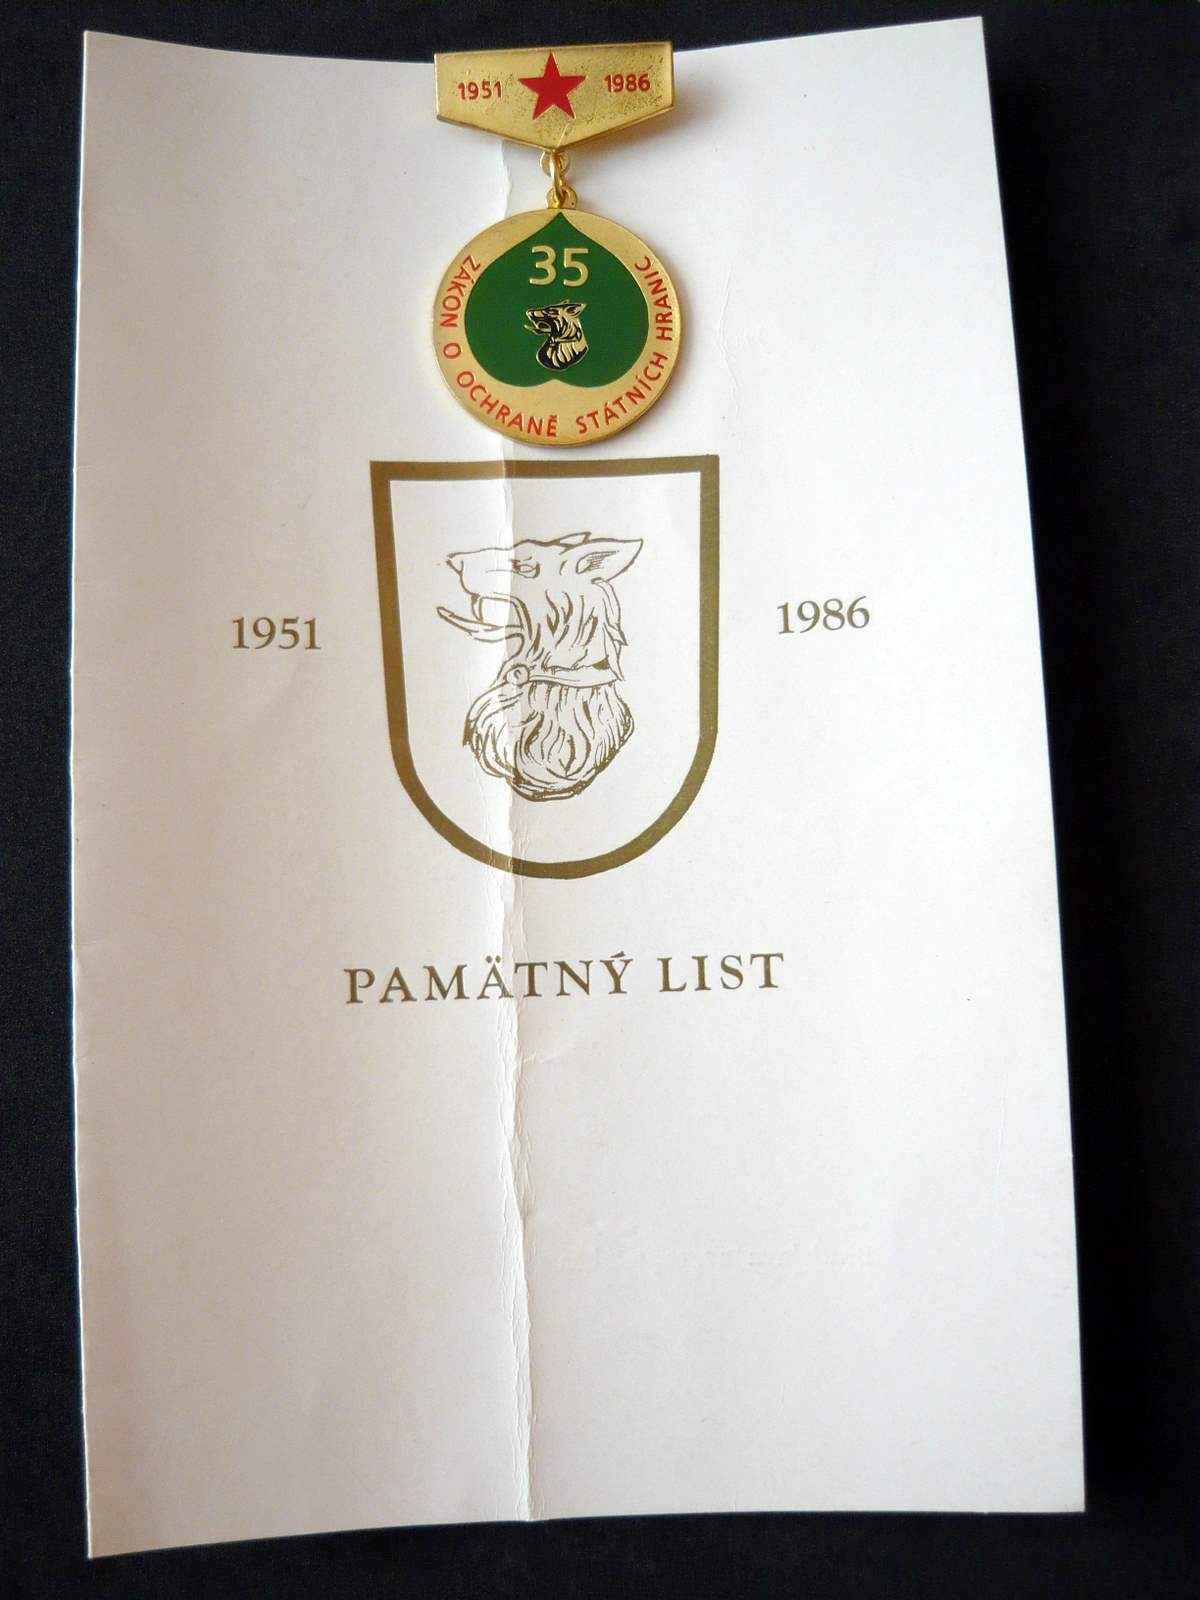 1951 1986
35
ZÁKON O OCHRANĚ STÁTNÍCH HRANIC
1951 1986
PAMÄTNÝ LIST